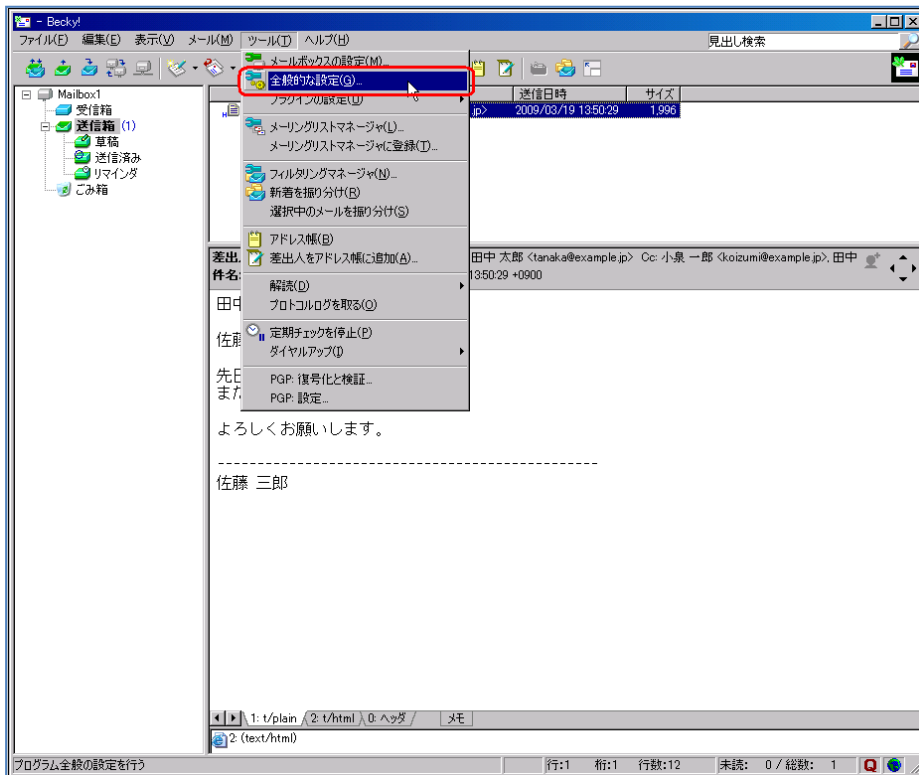 - Becky!
ファイル(F) 編集(E) 表示(V) メール(M) ツール(T) ヘルプ(H)
見出し検索
メールボックスの設定(M)...
全般的な設定(G)...
プラグインの設定(U)
メーリングリストマネージャ(L)...
メーリングリストマネージャに登録(T)...
フィルタリングマネージャ(N)...
新着を振り分け(R)
選択中のメールを振り分け(S)
アドレス帳(B)
差出人をアドレス帳に追加(A)...
解読(D)
プロトコルログを取る(O)
定期チェックを停止(P)
ダイヤルアップ(I)
PGP: 復号化と検証...
PGP: 設定...
Mailbox1
受信箱
送信箱 (1)
草稿
送信済み
リマインダ
ごみ箱
送信日時 サイズ
.jp> 2009/03/19 13:50:29 1,996
差出 田中 太郎 <tanaka@example.jp> Cc: 小泉 一郎 <koizumi@example.jp>, 田中
件名: 13:50:29 +0900
田中
佐藤
先日
また
よろしくお願いします。
------------------------------------------------
佐藤 三郎
1: t/plain 2: t/html 0: ヘッダ メモ
2: (text/html)
プログラム全般の設定を行う 行:1 桁:1 行数:12 未読: 0 / 総数: 1 Q